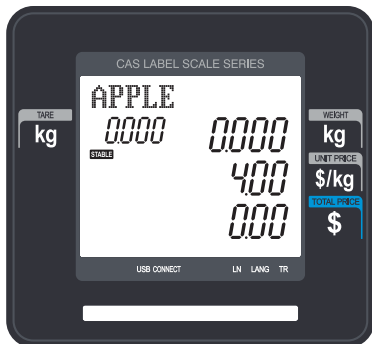 CAS LABEL SCALE SERIES
APPLE
TARE
kg
0.000
0.000
WEIGHT
kg
STABLE
4.00
UNIT PRICE
$/kg
0.00
TOTAL PRICE
$
USB CONNECT LN LANG TR